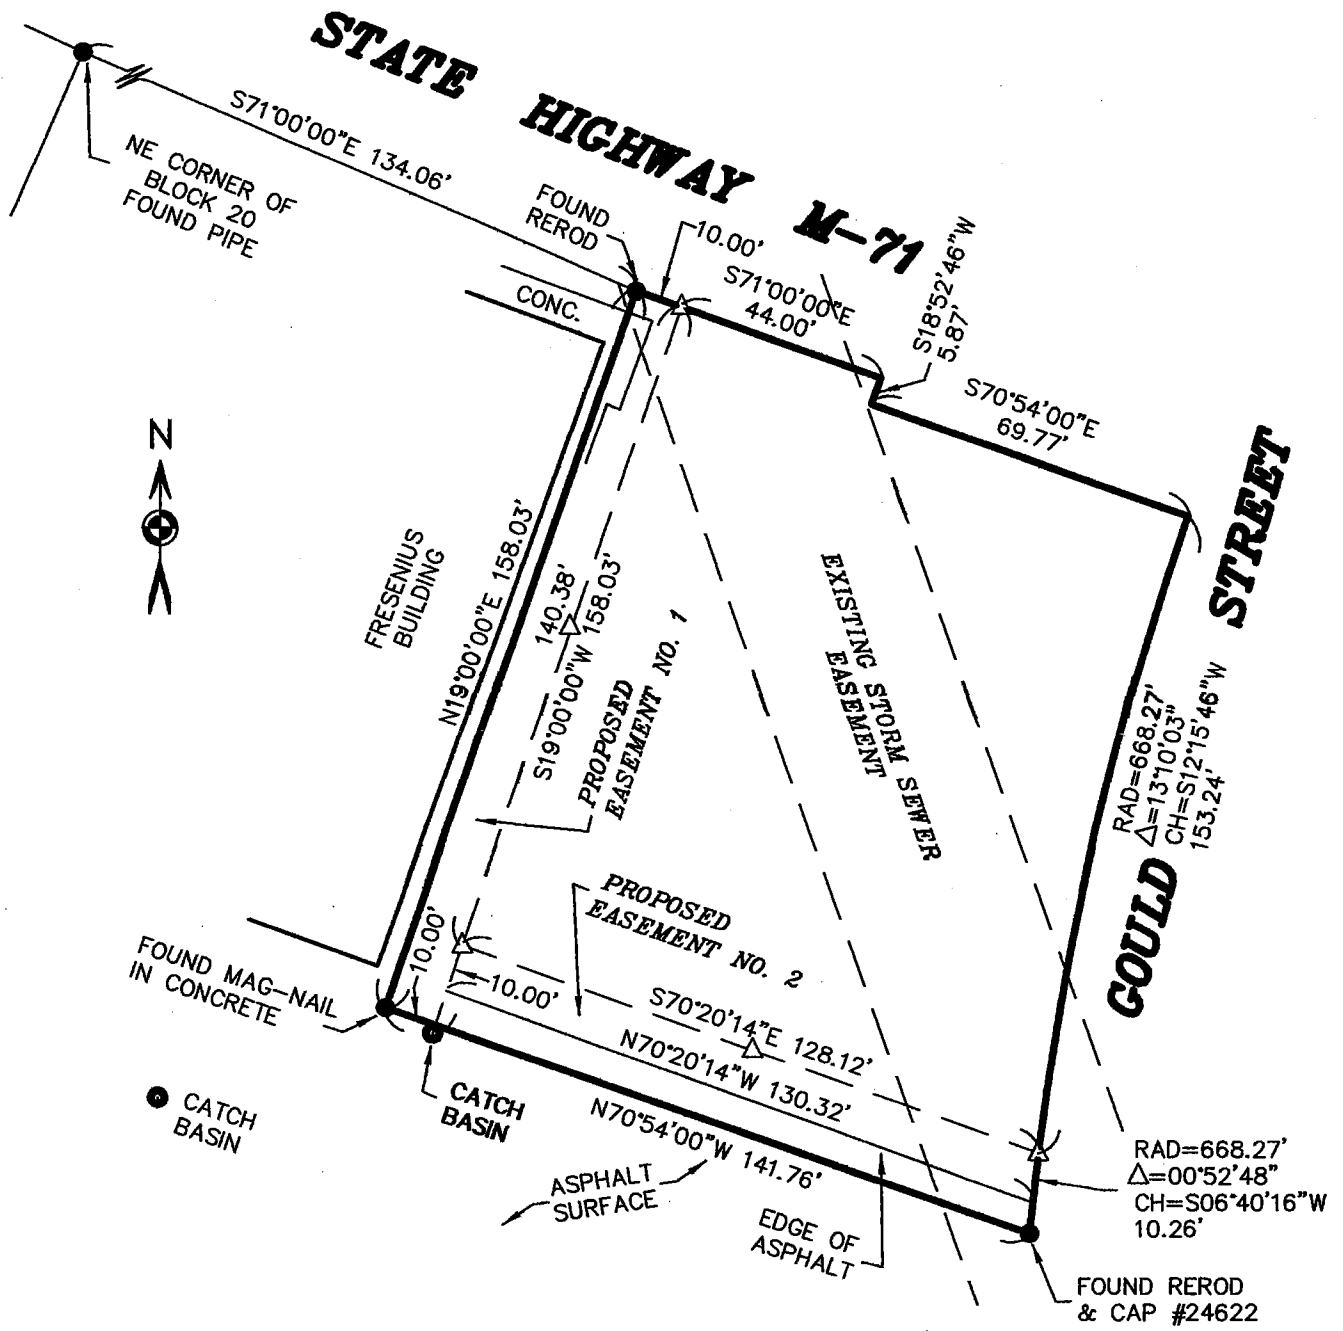 STATE HIGHWAY M-71
S71°00'00"E 134.06'
NE CORNER OF
BLOCK 20
FOUND PIPE
FOUND
REROD
10.00'
S71°00'00"E
44.00'
S18°52'46"W
5.87'
S70°54'00"E
69.77'
CONC.
N
FRESENIUS
BUILDING
N19°00'00"E 158.03'
140.38'
S19°00'00"W 158.03'
PROPOSED
EASEMENT NO. 1
EXISTING STORM SEWER
EASEMENT
GOULD STREET
RAD=668.27'
△=13°10'03"
CH=S12°15'46"W
153.24'
PROPOSED
EASEMENT NO. 2
10.00'
10.00'
FOUND MAG-NAIL
IN CONCRETE
S70°20'14"E 128.12'
N70°20'14"W 130.32'
N70°54'00"W 141.76'
CATCH
BASIN
CATCH
BASIN
ASPHALT
SURFACE
EDGE OF
ASPHALT
RAD=668.27'
△=00°52'48"
CH=S06°40'16"W
10.26'
FOUND REROD
& CAP #24622